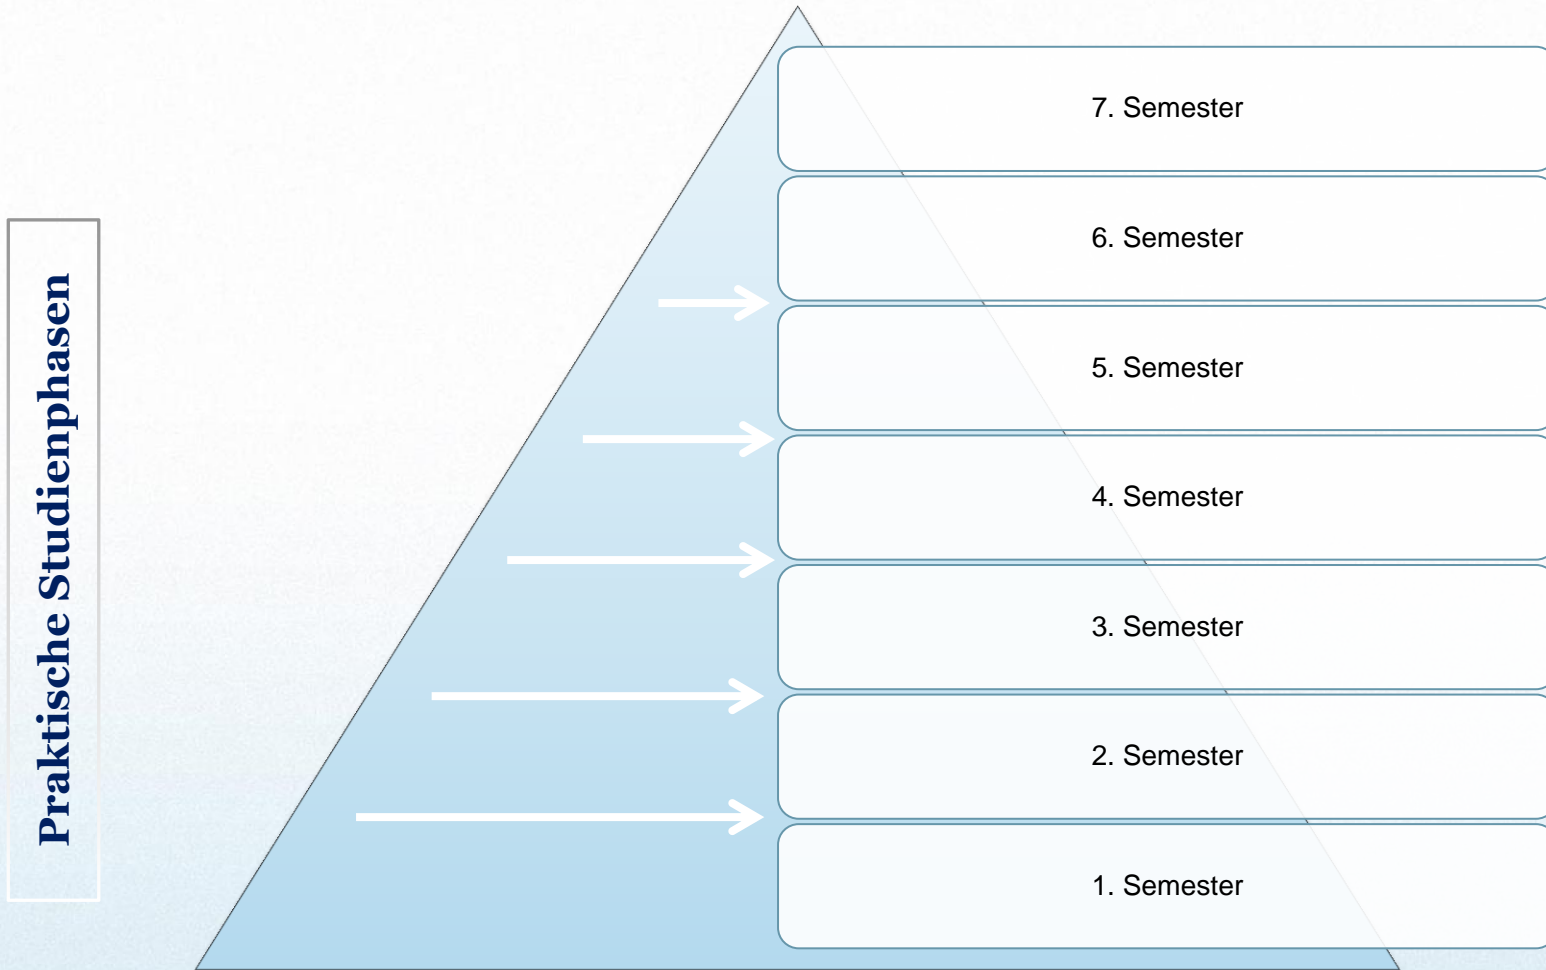 Praktische Studienphasen
7. Semester
6. Semester
5. Semester
4. Semester
3. Semester
2. Semester
1. Semester